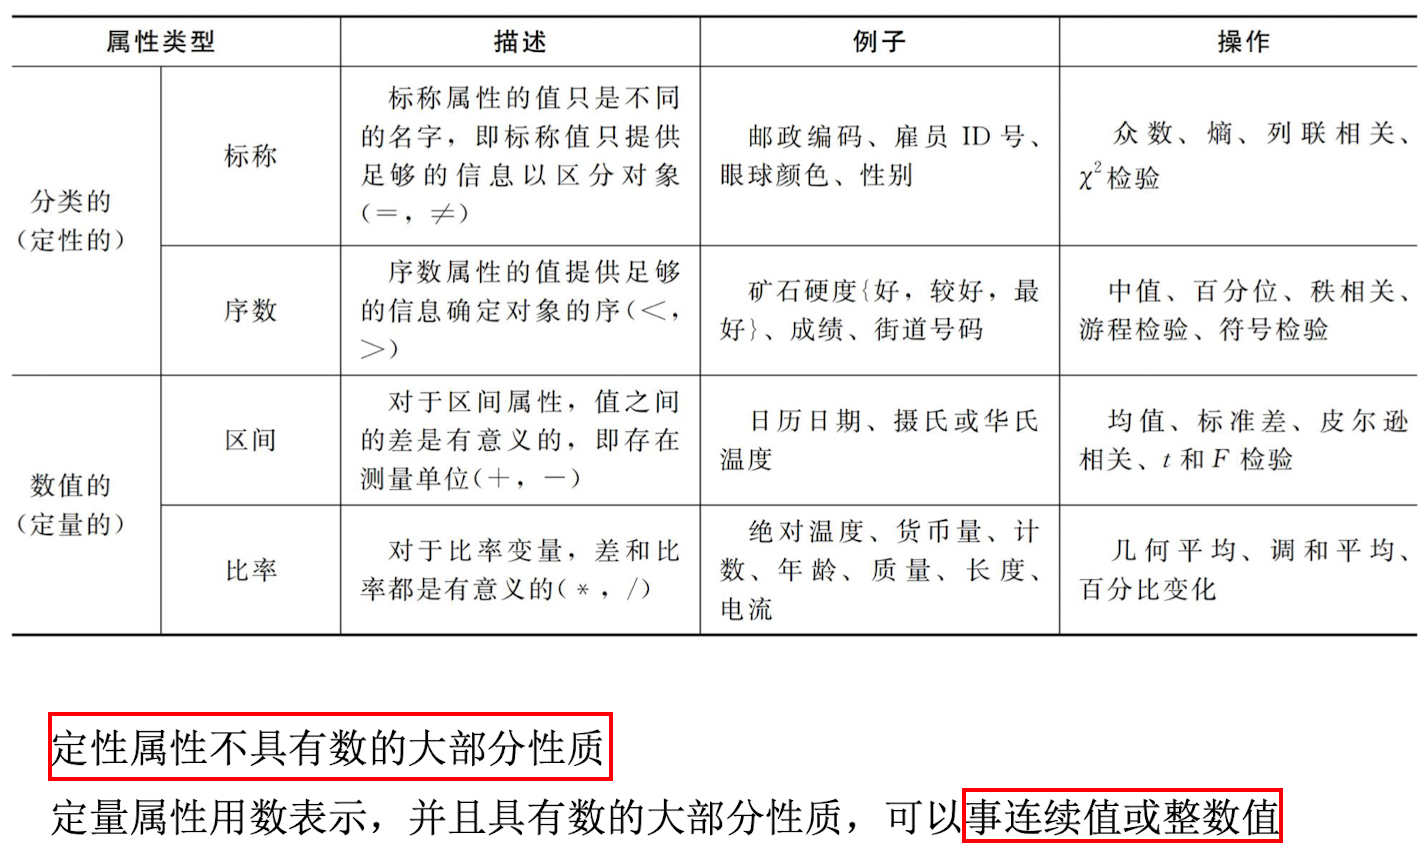 属性类型 描述 例子 操作
分类的
(定性的)
标称
标称属性的值只是不同
的名字，即标称值只提供
足够的信息以区分对象
(=，≠)
邮政编码、雇员 ID 号、
眼球颜色、性别
众数、熵、列联相关、
χ²检验
序数
序数属性的值提供足够
的信息确定对象的序(<，
>)
矿石硬度{好，较好，最
好}、成绩、街道号码
中值、百分位、秩相关、
游程检验、符号检验
数值的
(定量的)
区间
对于区间属性，值之间
的差是有意义的，即存在
测量单位(+，-)
日历日期、摄氏或华氏
温度
均值、标准差、皮尔逊
相关、t 和 F 检验
比率
对于比率变量，差和比
率都是有意义的(*，/)
绝对温度、货币量、计
数、年龄、质量、长度、
电流
几何平均、调和平均、
百分比变化
定性属性不具有数的大部分性质
定量属性用数表示，并且具有数的大部分性质，可以事连续值或整数值